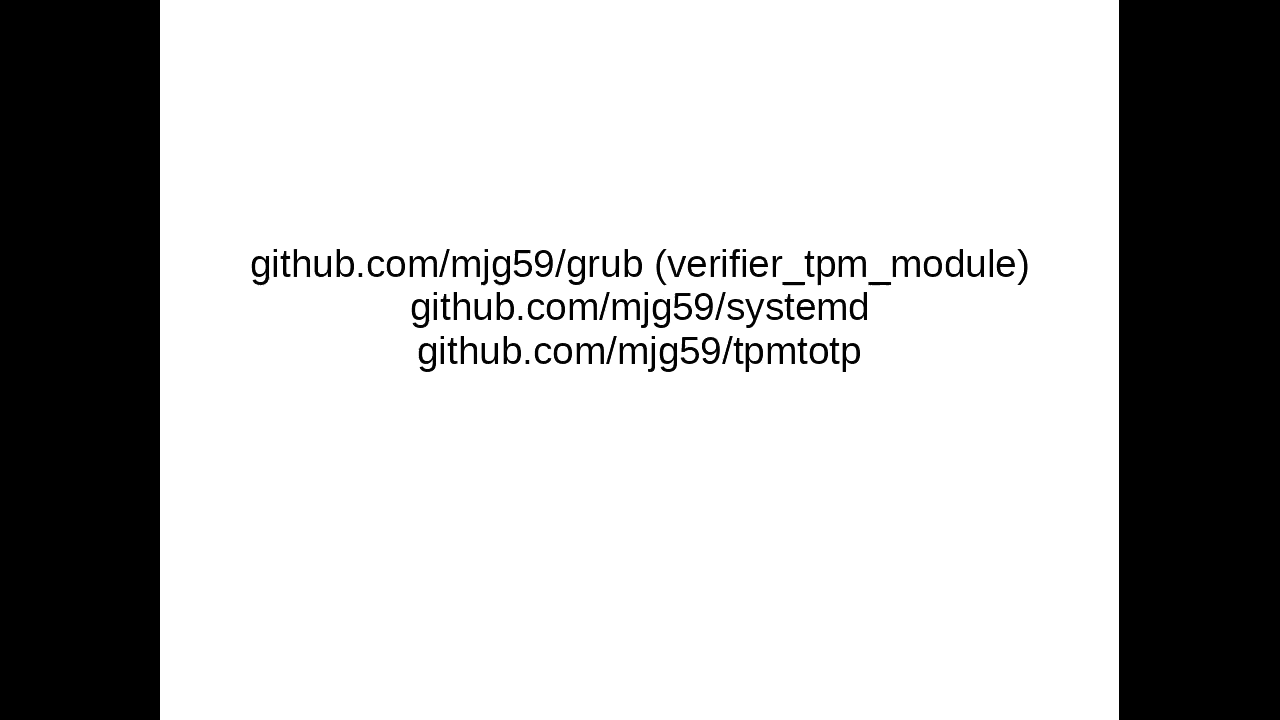 github.com/mjg59/grub (verifier_tpm_module)
github.com/mjg59/systemd
github.com/mjg59/tpmtotp